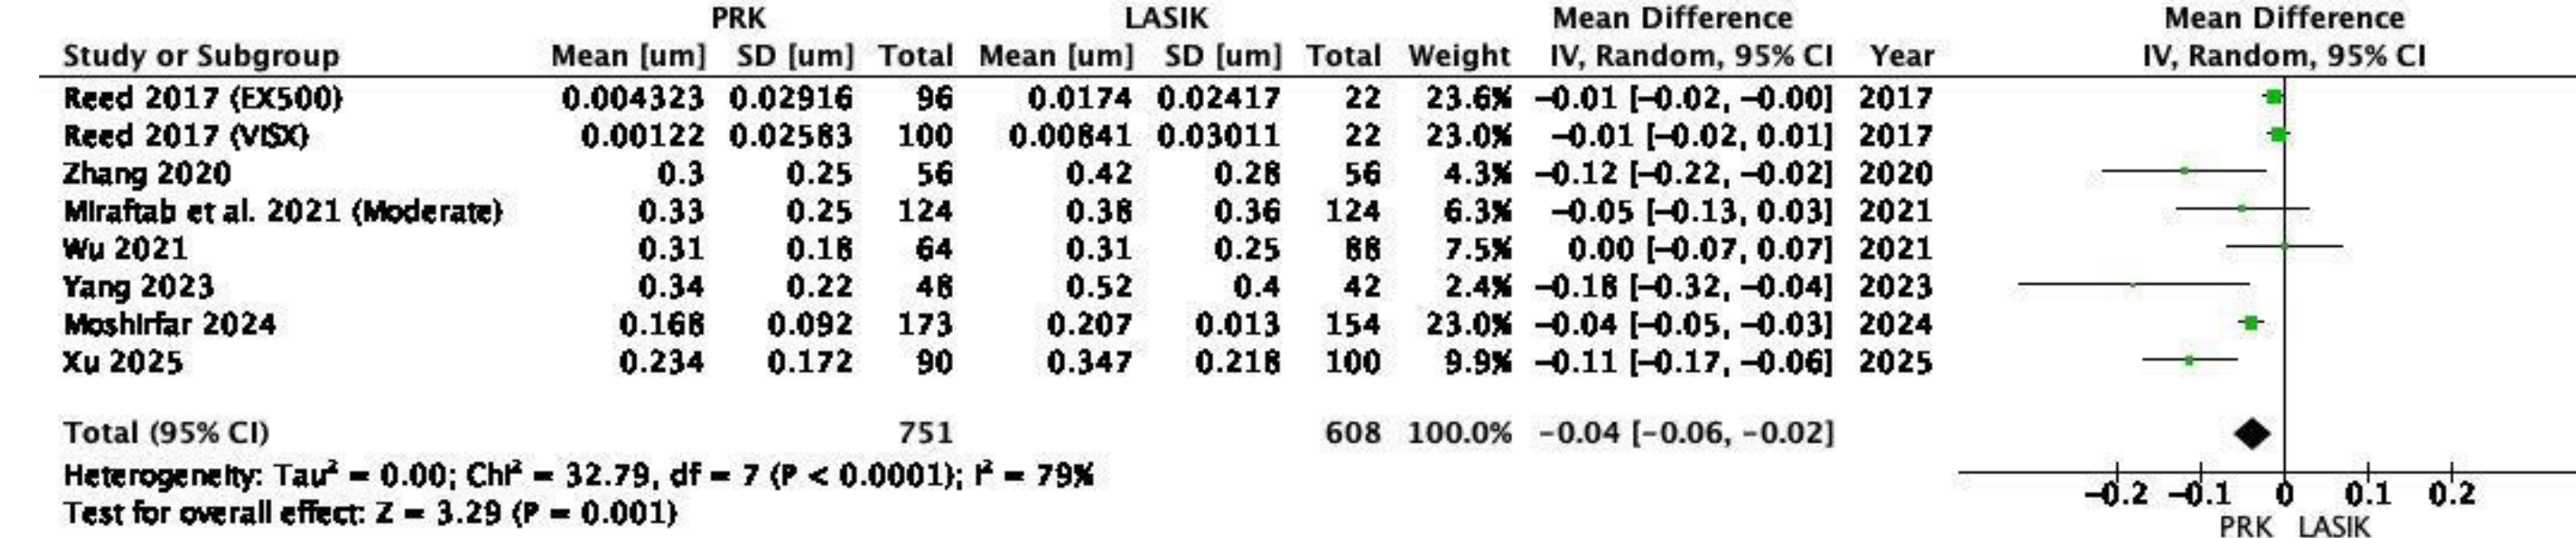 PRK LASIK Mean Difference Mean Difference
Study or Subgroup Mean [um] SD [um] Total Mean [um] SD [um] Total Weight IV, Random, 95% CI Year IV, Random, 95% CI
Reed 2017 (EX500) 0.004323 0.02916 96 0.0174 0.02417 22 23.6% −0.01 [−0.02, −0.00] 2017
Reed 2017 (VISX) 0.00122 0.02583 100 0.00841 0.03011 22 23.0% −0.01 [−0.02, 0.01] 2017
Zhang 2020 0.3 0.25 56 0.42 0.28 56 4.3% −0.12 [−0.22, −0.02] 2020
Miraftab et al. 2021 (Moderate) 0.33 0.25 124 0.38 0.36 124 6.3% −0.05 [−0.13, 0.03] 2021
Wu 2021 0.31 0.18 64 0.31 0.25 88 7.5% 0.00 [−0.07, 0.07] 2021
Yang 2023 0.34 0.22 48 0.52 0.4 42 2.4% −0.18 [−0.32, −0.04] 2023
Moshirfar 2024 0.168 0.092 173 0.207 0.013 154 23.0% −0.04 [−0.05, −0.03] 2024
Xu 2025 0.234 0.172 90 0.347 0.218 100 9.9% −0.11 [−0.17, −0.06] 2025
Total (95% CI) 751 608 100.0% −0.04 [−0.06, −0.02]
Heterogeneity: Tau² = 0.00; Chi² = 32.79, df = 7 (P < 0.0001); I² = 79%
Test for overall effect: Z = 3.29 (P = 0.001)
−0.2 −0.1 0 0.1 0.2
PRK LASIK